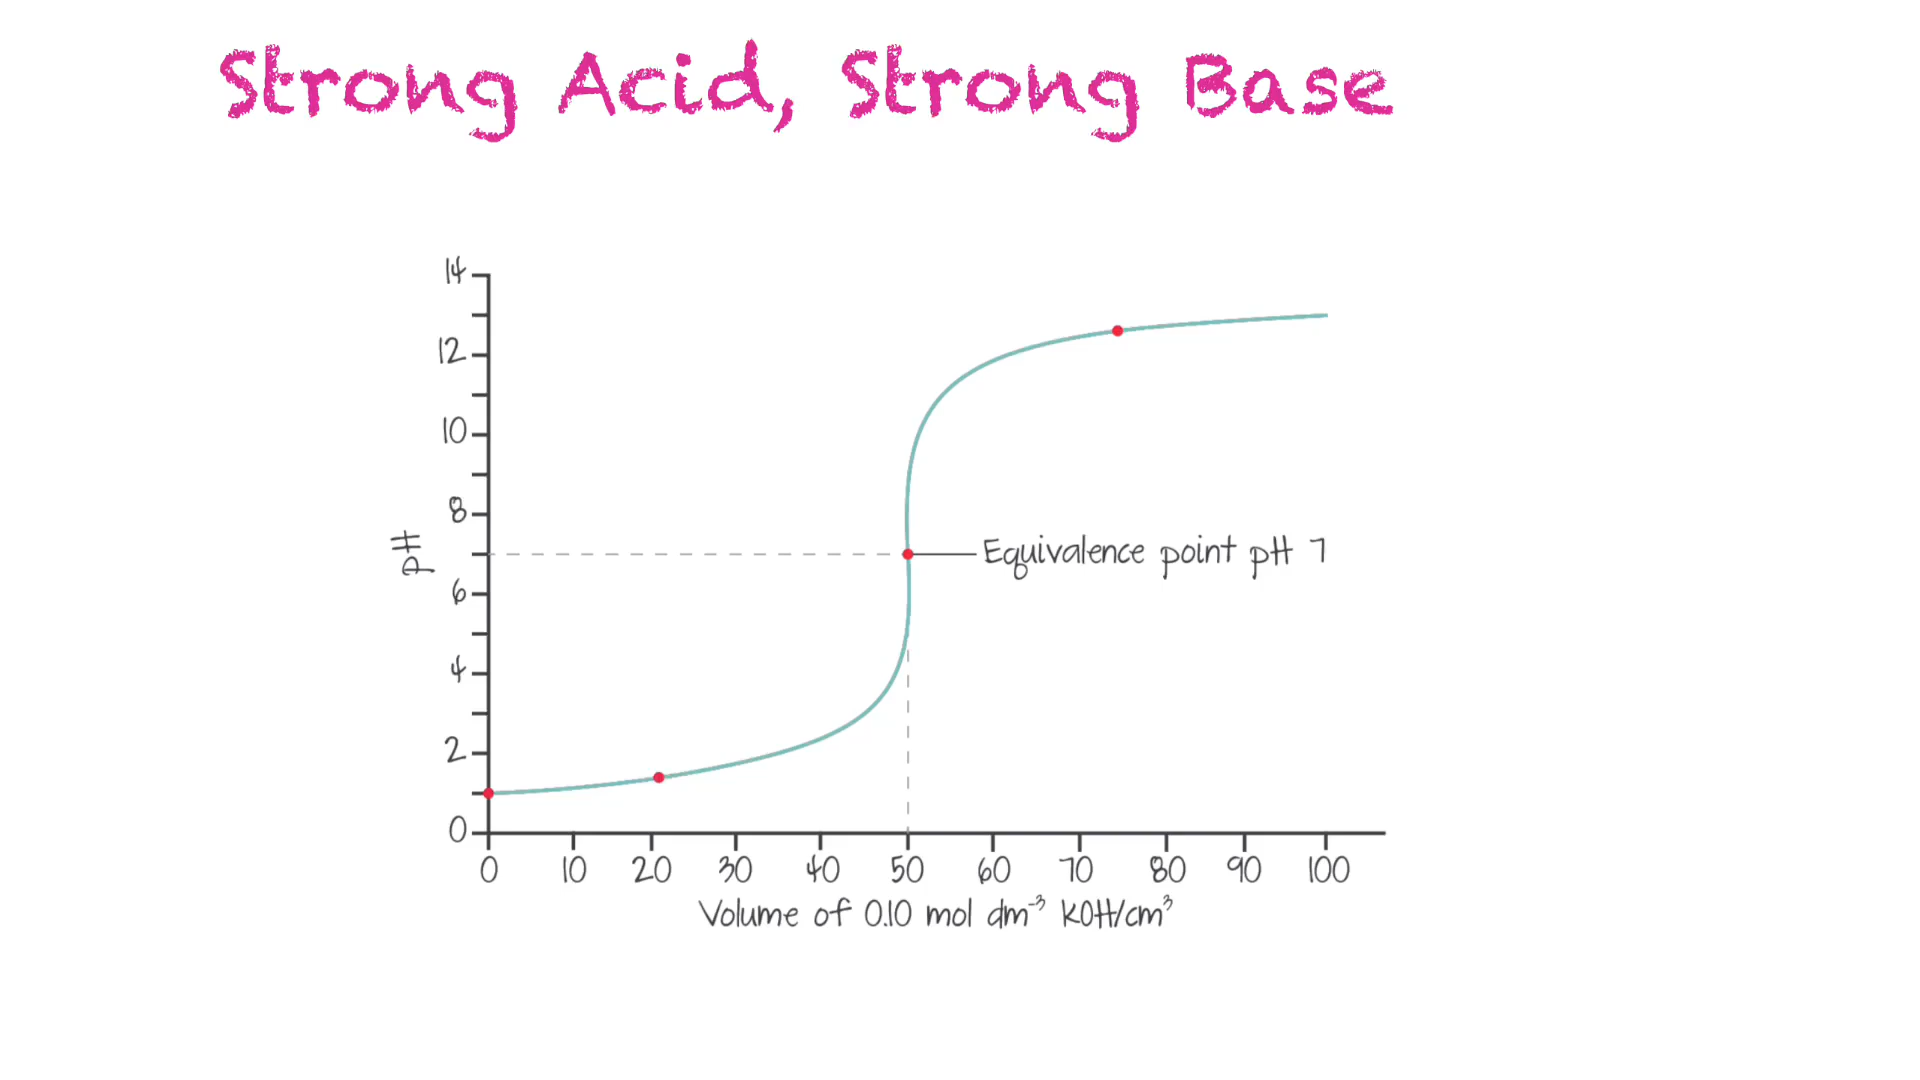 Strong Acid, Strong Base
14
12
10
8
6
4
2
0
pH
Equivalence point pH 7
0 10 20 30 40 50 60 70 80 90 100
Volume of 0.10 mol dm⁻³ KOH/cm³